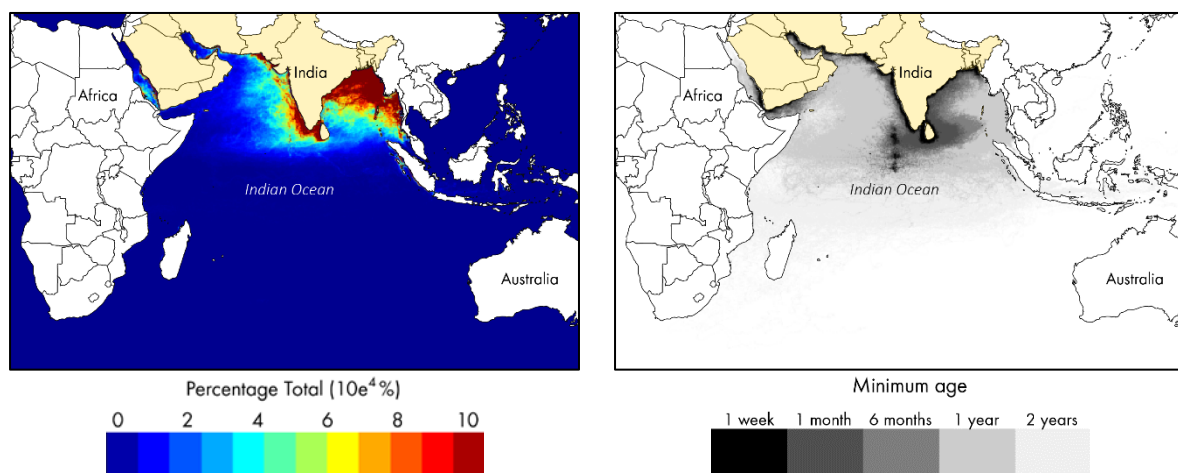 India
Africa
Indian Ocean
Australia
Percentage Total (10e⁴%)
0 2 4 6 8 10
India
Africa
Indian Ocean
Australia
Minimum age
1 week 1 month 6 months 1 year 2 years